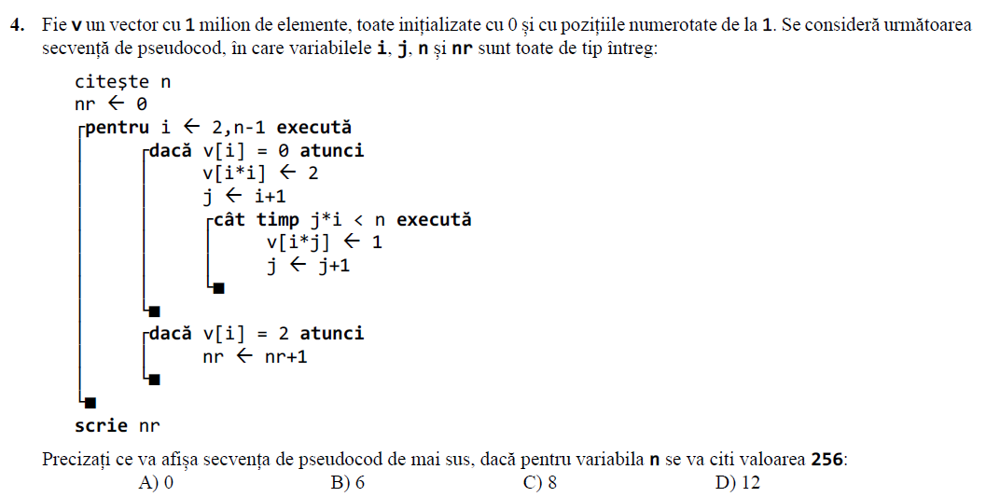 4. Fie v un vector cu 1 milion de elemente, toate inițializate cu 0 și cu pozițiile numerotate de la 1. Se consideră următoarea
secvență de pseudocod, în care variabilele i, j, n și nr sunt toate de tip întreg:
citește n
nr ← 0
pentru i ← 2,n-1 execută
dacă v[i] = 0 atunci
v[i*i] ← 2
j ← i+1
cât timp j*i < n execută
v[i*j] ← 1
j ← j+1
dacă v[i] = 2 atunci
nr ← nr+1
scrie nr
Precizați ce va afișa secvența de pseudocod de mai sus, dacă pentru variabila n se va citi valoarea 256:
A) 0 B) 6 C) 8 D) 12